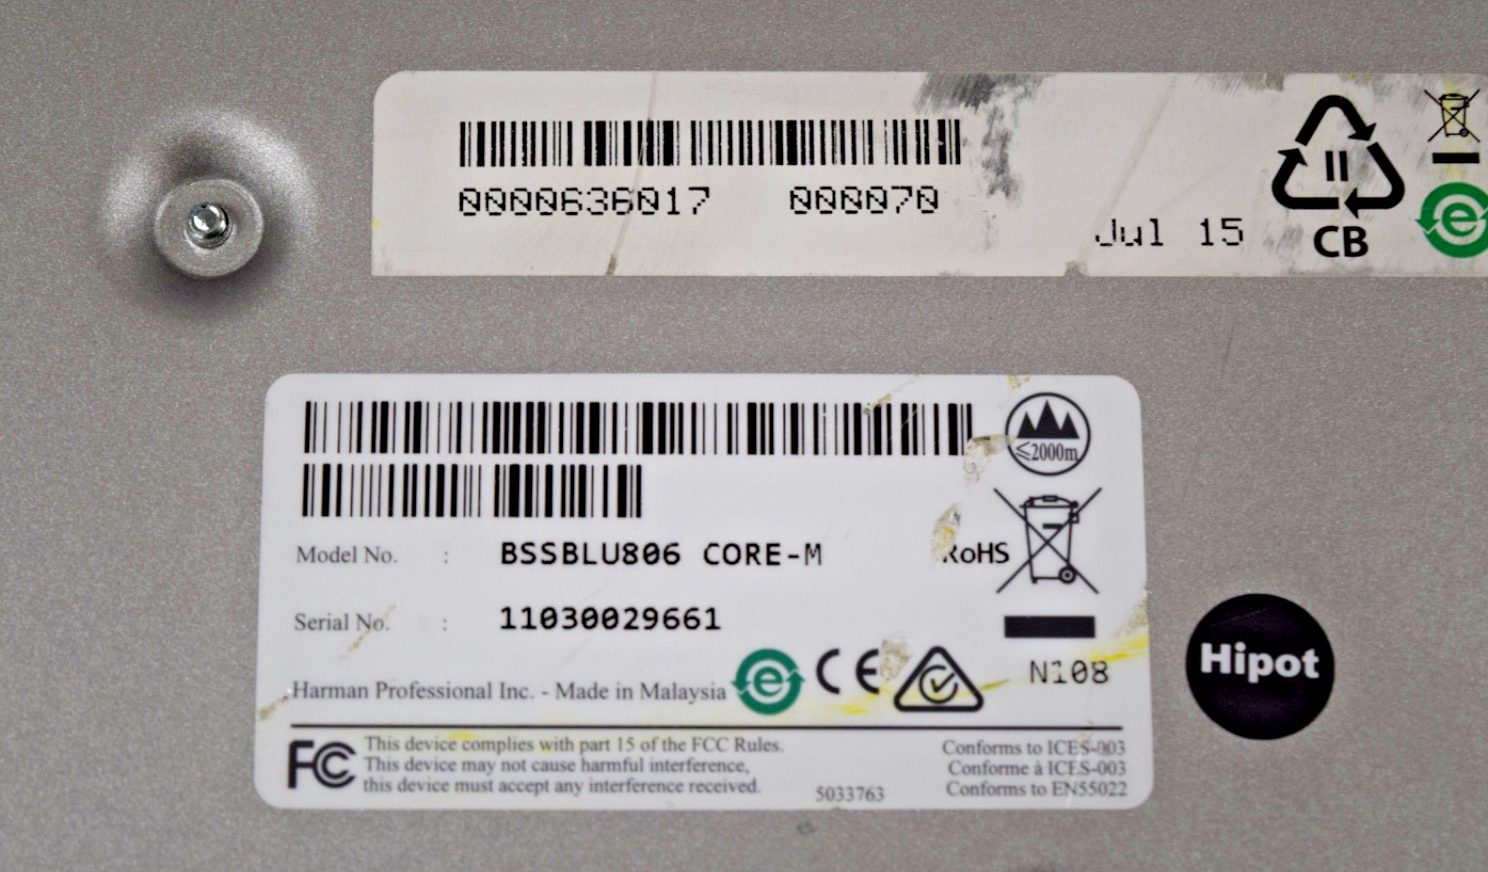 0000636017 000070
Jul 15
CB
≤2000m
Model No. : BSSBLU806 CORE-M
RoHS
Serial No. : 11030029661
Harman Professional Inc. - Made in Malaysia
e
CE
N108
Hipot
FC This device complies with part 15 of the FCC Rules.
This device may not cause harmful interference,
this device must accept any interference received.
5033763
Conforms to ICES-003
Conforme à ICES-003
Conforms to EN55022